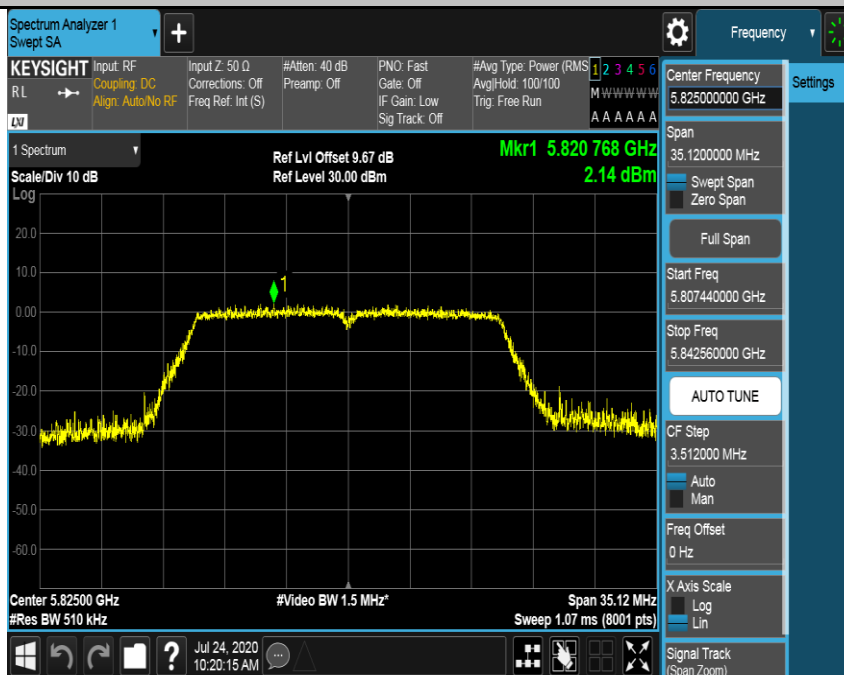 Spectrum Analyzer 1
Swept SA
+
Frequency
KEYSIGHT
RL
LXI
Input: RF
Coupling: DC
Align: Auto/No RF
Input Z: 50 Ω
Corrections: Off
Freq Ref: Int (S)
#Atten: 40 dB
Preamp: Off
PNO: Fast
Gate: Off
IF Gain: Low
Sig Track: Off
#Avg Type: Power (RMS
Avg|Hold: 100/100
Trig: Free Run
1 2 3 4 5 6
M W W W W W
A A A A A A
Settings
1 Spectrum
Scale/Div 10 dB
Log
Ref Lvl Offset 9.67 dB
Ref Level 30.00 dBm
Mkr1 5.820 768 GHz
2.14 dBm
20.0
10.0
0.00
-10.0
-20.0
-30.0
-40.0
-50.0
-60.0
1
Center 5.82500 GHz
#Res BW 510 kHz
#Video BW 1.5 MHz*
Span 35.12 MHz
Sweep 1.07 ms (8001 pts)
Center Frequency
5.825000000 GHz
Span
35.1200000 MHz
Swept Span
Zero Span
Full Span
Start Freq
5.807440000 GHz
Stop Freq
5.842560000 GHz
AUTO TUNE
CF Step
3.512000 MHz
Auto
Man
Freq Offset
0 Hz
X Axis Scale
Log
Lin
Signal Track
(Span Zoom)
?
Jul 24, 2020
10:20:15 AM